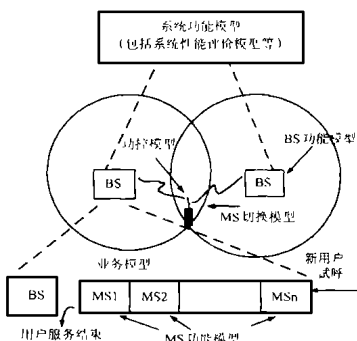 系统功能模型
(包括系统性能评价模型等)
功控模型
BS功能模型
BS
BS
MS切换模型
业务模型
新用户
试呼
BS
MS1
MS2
MSn
用户服务结束
MS功能模型